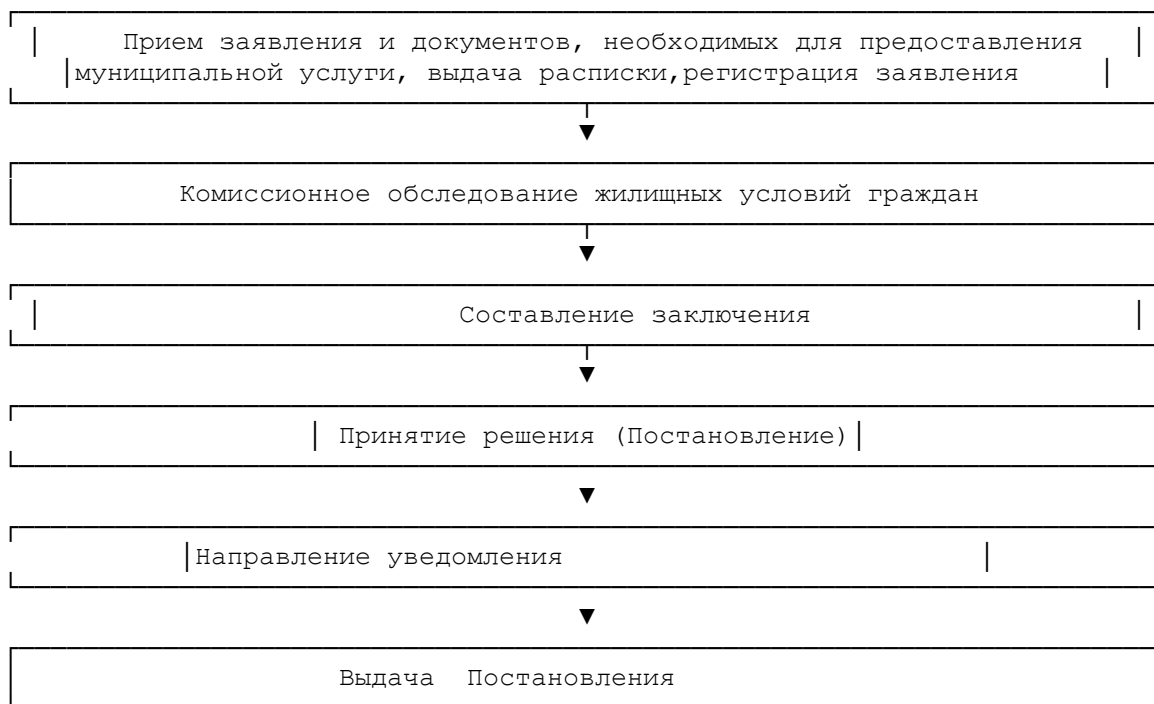 Прием заявления и документов, необходимых для предоставления
муниципальной услуги, выдача расписки,регистрация заявления
Комиссионное обследование жилищных условий граждан
Составление заключения
Принятие решения (Постановление)
Направление уведомления
Выдача Постановления